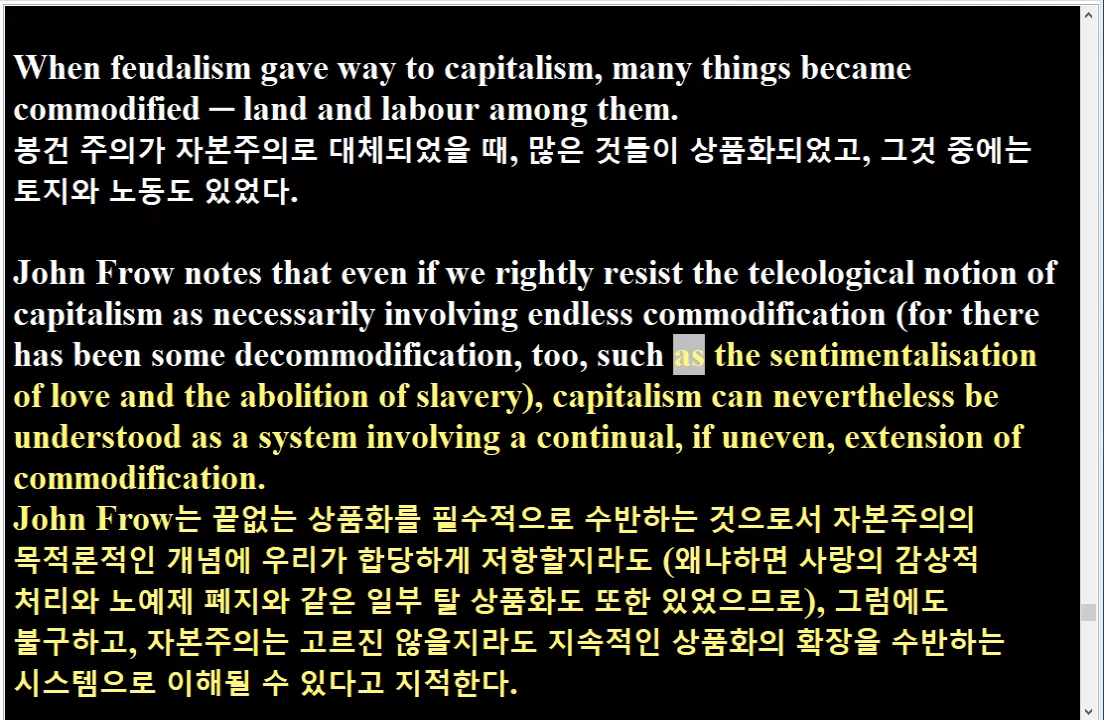 When feudalism gave way to capitalism, many things became
commodified ─ land and labour among them.
봉건 주의가 자본주의로 대체되었을 때, 많은 것들이 상품화되었고, 그것 중에는
토지와 노동도 있었다.
John Frow notes that even if we rightly resist the teleological notion of
capitalism as necessarily involving endless commodification (for there
has been some decommodification, too, such as the sentimentalisation
of love and the abolition of slavery), capitalism can nevertheless be
understood as a system involving a continual, if uneven, extension of
commodification.
John Frow는 끝없는 상품화를 필수적으로 수반하는 것으로서 자본주의의
목적론적인 개념에 우리가 합당하게 저항할지라도 (왜냐하면 사랑의 감상적
처리와 노예제 폐지와 같은 일부 탈 상품화도 또한 있었으므로), 그럼에도
불구하고, 자본주의는 고르진 않을지라도 지속적인 상품화의 확장을 수반하는
시스템으로 이해될 수 있다고 지적한다.